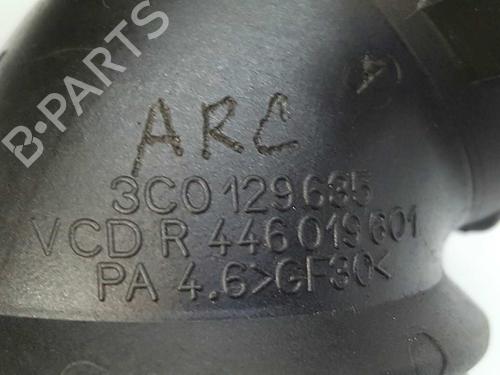 B-PARTS
ARC
3C0 129 635
VCD R 446 019 601
PA 4.6>GF30<